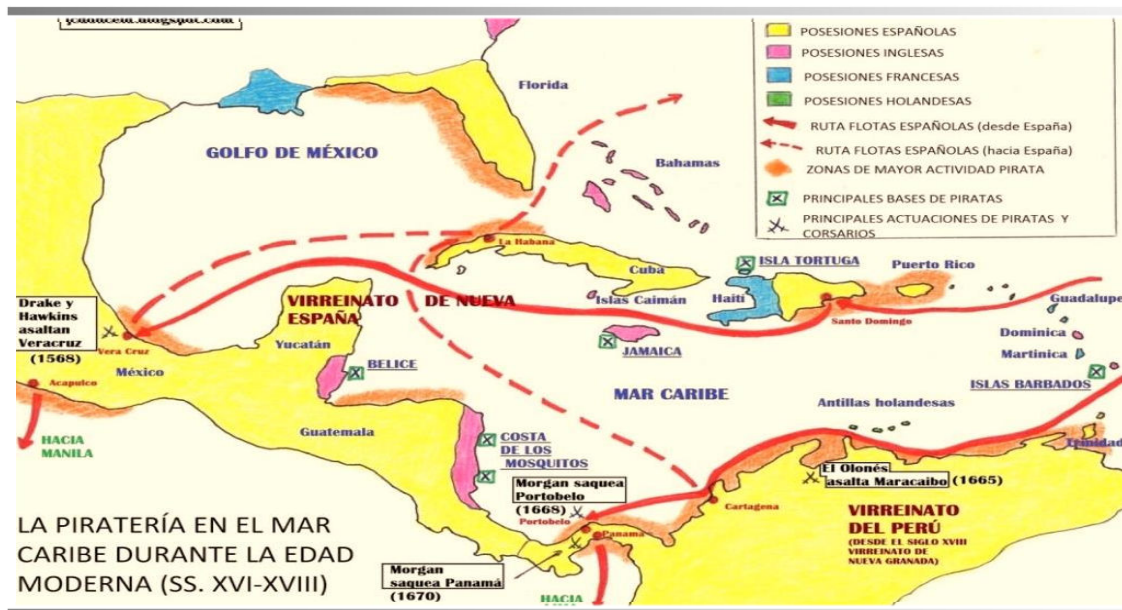 POSESIONES ESPAÑOLAS
POSESIONES INGLESAS
POSESIONES FRANCESAS
POSESIONES HOLANDESAS
RUTA FLOTAS ESPAÑOLAS (desde España)
RUTA FLOTAS ESPAÑOLAS (hacia España)
ZONAS DE MAYOR ACTIVIDAD PIRATA
PRINCIPALES BASES DE PIRATAS
PRINCIPALES ACTUACIONES DE PIRATAS Y
CORSARIOS
Florida
GOLFO DE MÉXICO
Bahamas
La Habana
Cuba
ISLA TORTUGA
Puerto Rico
Islas Caimán
Haití
Santo Domingo
Guadalupe
Drake y
Hawkins
asaltan
Veracruz
(1568)
VIRREINATO DE NUEVA
ESPAÑA
Vera Cruz
Yucatán
JAMAICA
Dominica
Martinica
México
BELICE
ISLAS BARBADOS
Acapulco
MAR CARIBE
Antillas holandesas
HACIA
MANILA
Guatemala
COSTA
DE LOS
MOSQUITOS
Trinidad
El Olonés
asalta Maracaibo (1665)
Morgan saquea
Portobelo
(1668)
Portobelo
Cartagena
Panamá
VIRREINATO
DEL PERÚ
(DESDE EL SIGLO XVIII
VIRREINATO DE
NUEVA GRANADA)
LA PIRATERÍA EN EL MAR
CARIBE DURANTE LA EDAD
MODERNA (SS. XVI-XVIII)
Morgan
saquea Panamá
(1670)
HACIA